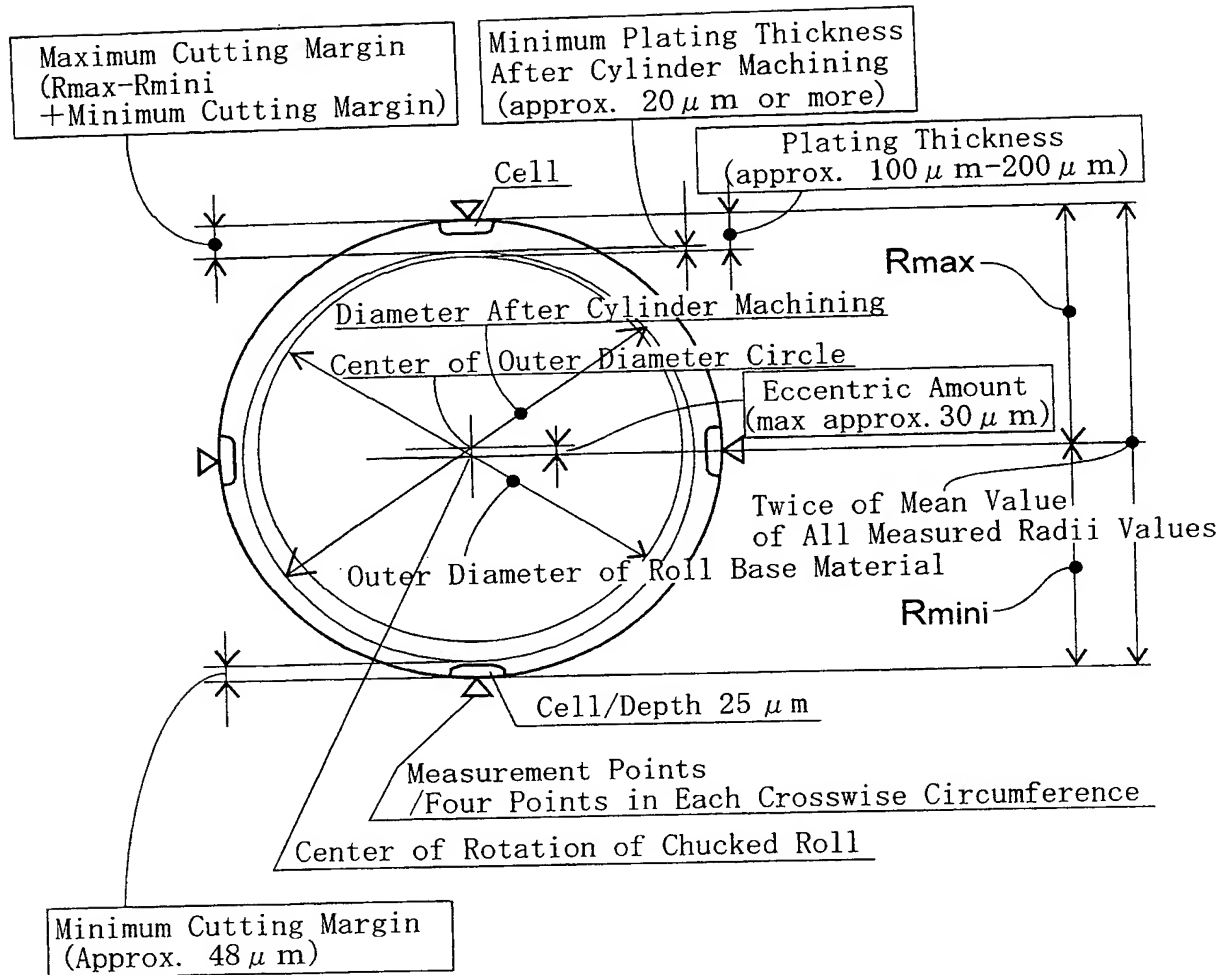 Maximum Cutting Margin
(Rmax-Rmini
+Minimum Cutting Margin)
Minimum Plating Thickness
After Cylinder Machining
(approx. 20μm or more)
Plating Thickness
(approx. 100μm-200μm)
Cell
Rmax
Diameter After Cylinder Machining
Center of Outer Diameter Circle
Eccentric Amount
(max approx. 30μm)
Twice of Mean Value
of All Measured Radii Values
Outer Diameter of Roll Base Material
Rmini
Cell/Depth 25 μm
Measurement Points
/Four Points in Each Crosswise Circumference
Center of Rotation of Chucked Roll
Minimum Cutting Margin
(Approx. 48μm)